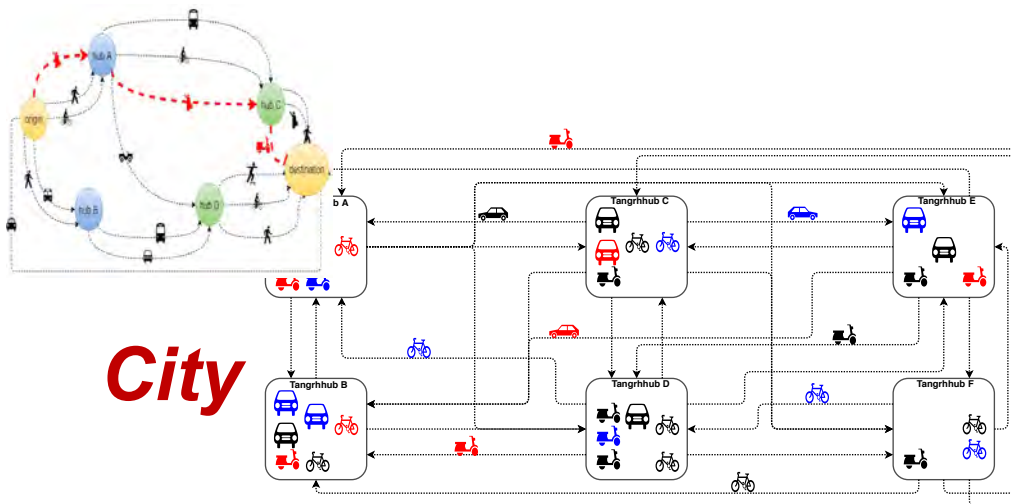 hub A
hub C
origin
destination
hub B
hub D
b A
Tangrhhub C
Tangrhhub E
City
Tangrhhub B
Tangrhhub D
Tangrhhub F